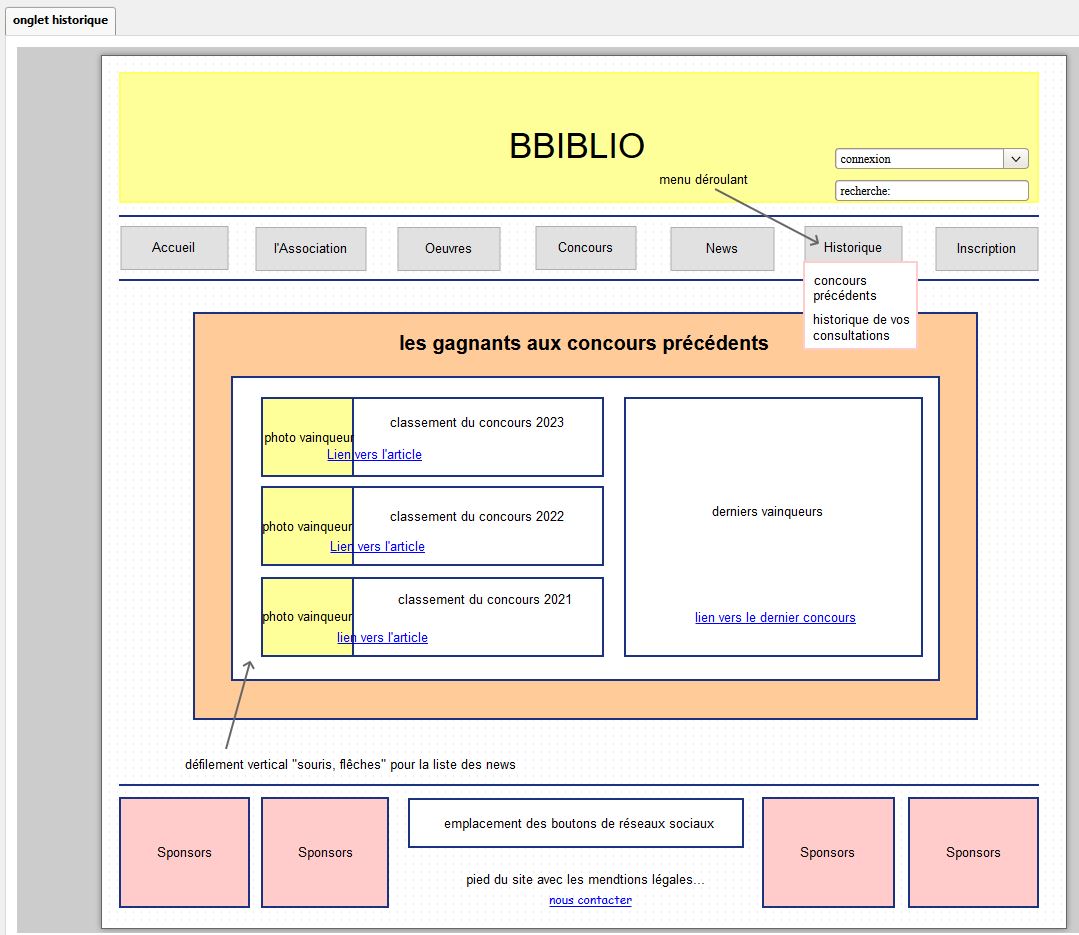 onglet historique
BBIBLIO
connexion
menu déroulant
recherche:
Accueil
l'Association
Oeuvres
Concours
News
Historique
Inscription
concours
précédents
historique de vos
consultations
les gagnants aux concours précédents
photo vainqueur
classement du concours 2023
Lien vers l'article
photo vainqueur
classement du concours 2022
Lien vers l'article
photo vainqueur
classement du concours 2021
lien vers l'article
derniers vainqueurs
lien vers le dernier concours
défilement vertical "souris, flêches" pour la liste des news
Sponsors
Sponsors
emplacement des boutons de réseaux sociaux
pied du site avec les mendtions légales...
nous contacter
Sponsors
Sponsors